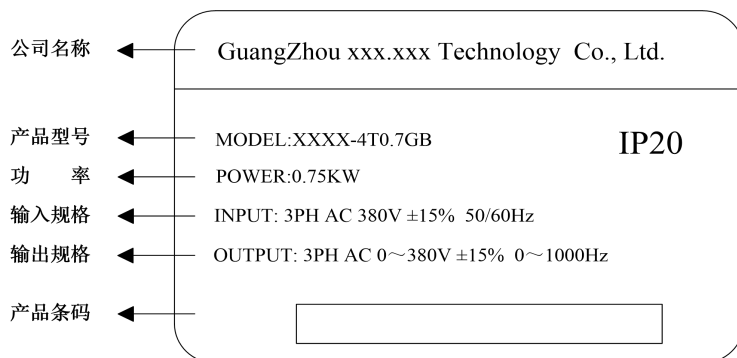 公司名称 GuangZhou xxx.xxx Technology Co., Ltd.
产品型号 MODEL:XXXX-4T0.7GB IP20
功 率 POWER:0.75KW
输入规格 INPUT: 3PH AC 380V ±15% 50/60Hz
输出规格 OUTPUT: 3PH AC 0～380V ±15% 0～1000Hz
产品条码